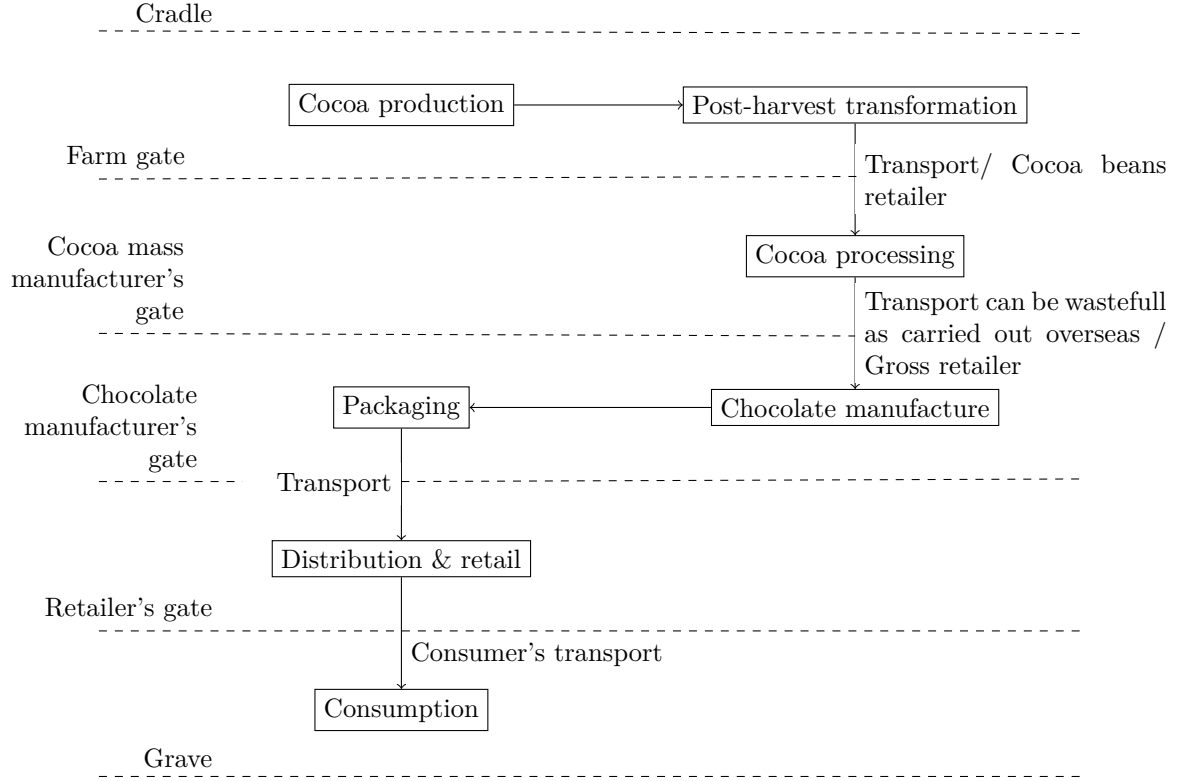 Cradle
Cocoa production
Post-harvest transformation
Farm gate
Transport/ Cocoa beans
retailer
Cocoa mass
manufacturer's
gate
Cocoa processing
Transport can be wastefull
as carried out overseas /
Gross retailer
Chocolate
manufacturer's
gate
Packaging
Chocolate manufacture
Transport
Distribution & retail
Retailer's gate
Consumer's transport
Consumption
Grave